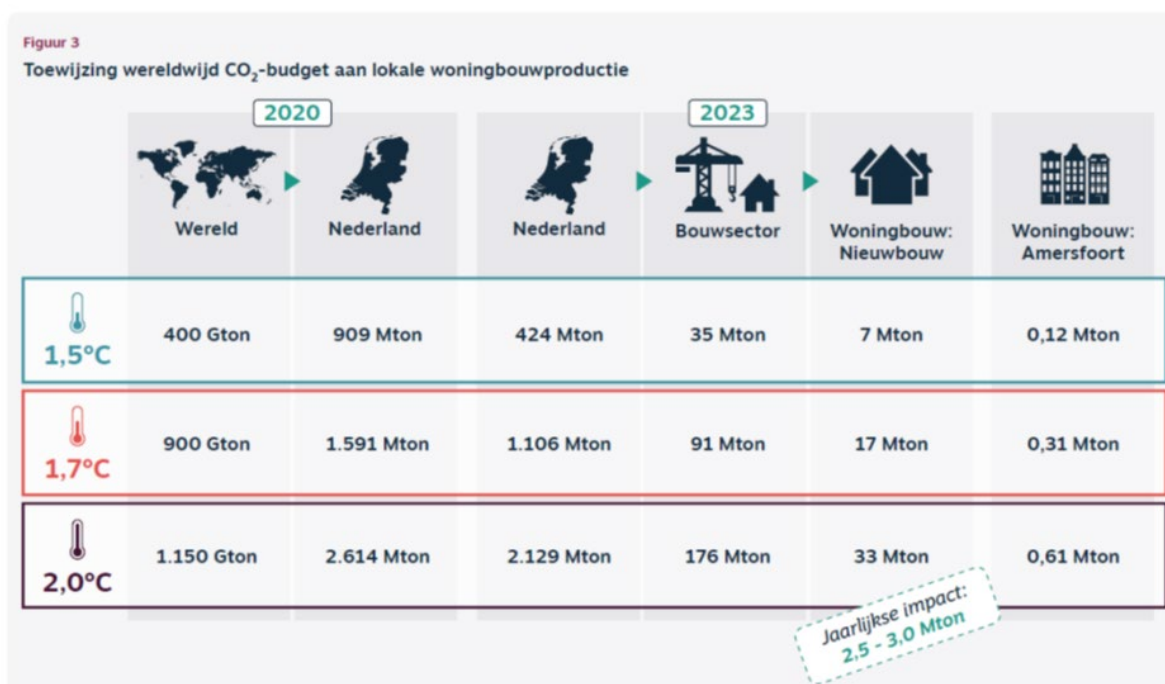 Figuur 3
Toewijzing wereldwijd CO₂-budget aan lokale woningbouwproductie
2020
2023
Wereld
Nederland
Nederland
Bouwsector
Woningbouw:
Nieuwbouw
Woningbouw:
Amersfoort
1,5°C
400 Gton
909 Mton
424 Mton
35 Mton
7 Mton
0,12 Mton
1,7°C
900 Gton
1.591 Mton
1.106 Mton
91 Mton
17 Mton
0,31 Mton
2,0°C
1.150 Gton
2.614 Mton
2.129 Mton
176 Mton
33 Mton
0,61 Mton
Jaarlijkse impact:
2,5 - 3,0 Mton